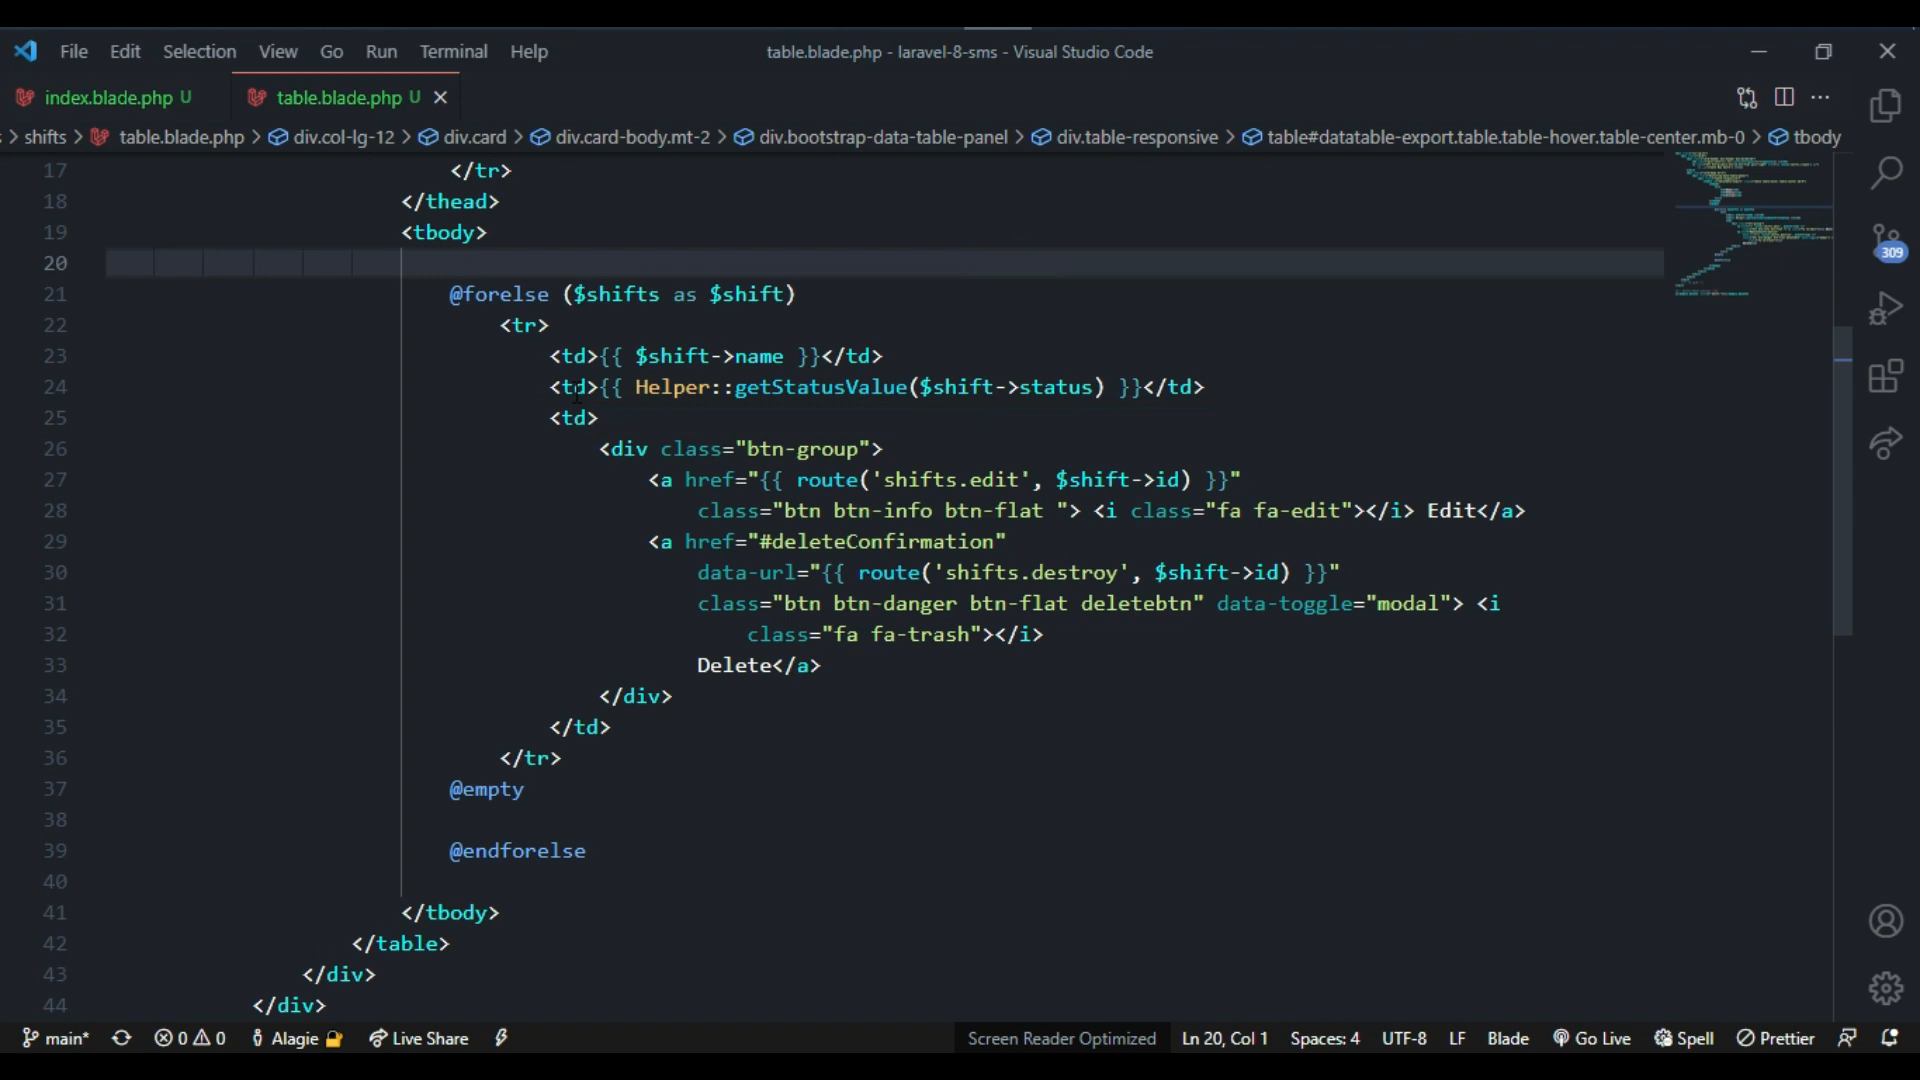 File Edit Selection View Go Run Terminal Help table.blade.php - laravel-8-sms - Visual Studio Code
index.blade.php U table.blade.php U
> shifts > table.blade.php > div.col-lg-12 > div.card > div.card-body.mt-2 > div.bootstrap-data-table-panel > div.table-responsive > table#datatable-export.table.table-hover.table-center.mb-0 > tbody
17 </tr>
18 </thead>
19 <tbody>
20
21 @forelse ($shifts as $shift)
22 <tr>
23 <td>{{ $shift->name }}</td>
24 <td>{{ Helper::getStatusValue($shift->status) }}</td>
25 <td>
26 <div class="btn-group">
27 <a href="{{ route('shifts.edit', $shift->id) }}"
28 class="btn btn-info btn-flat "> <i class="fa fa-edit"></i> Edit</a>
29 <a href="#deleteConfirmation"
30 data-url="{{ route('shifts.destroy', $shift->id) }}"
31 class="btn btn-danger btn-flat deletebtn" data-toggle="modal"> <i
32 class="fa fa-trash"></i>
33 Delete</a>
34 </div>
35 </td>
36 </tr>
37 @empty
38
39 @endforelse
40
41 </tbody>
42 </table>
43 </div>
44 </div>
309
main* 0 0 Alagie Live Share Screen Reader Optimized Ln 20, Col 1 Spaces: 4 UTF-8 LF Blade Go Live Spell Prettier